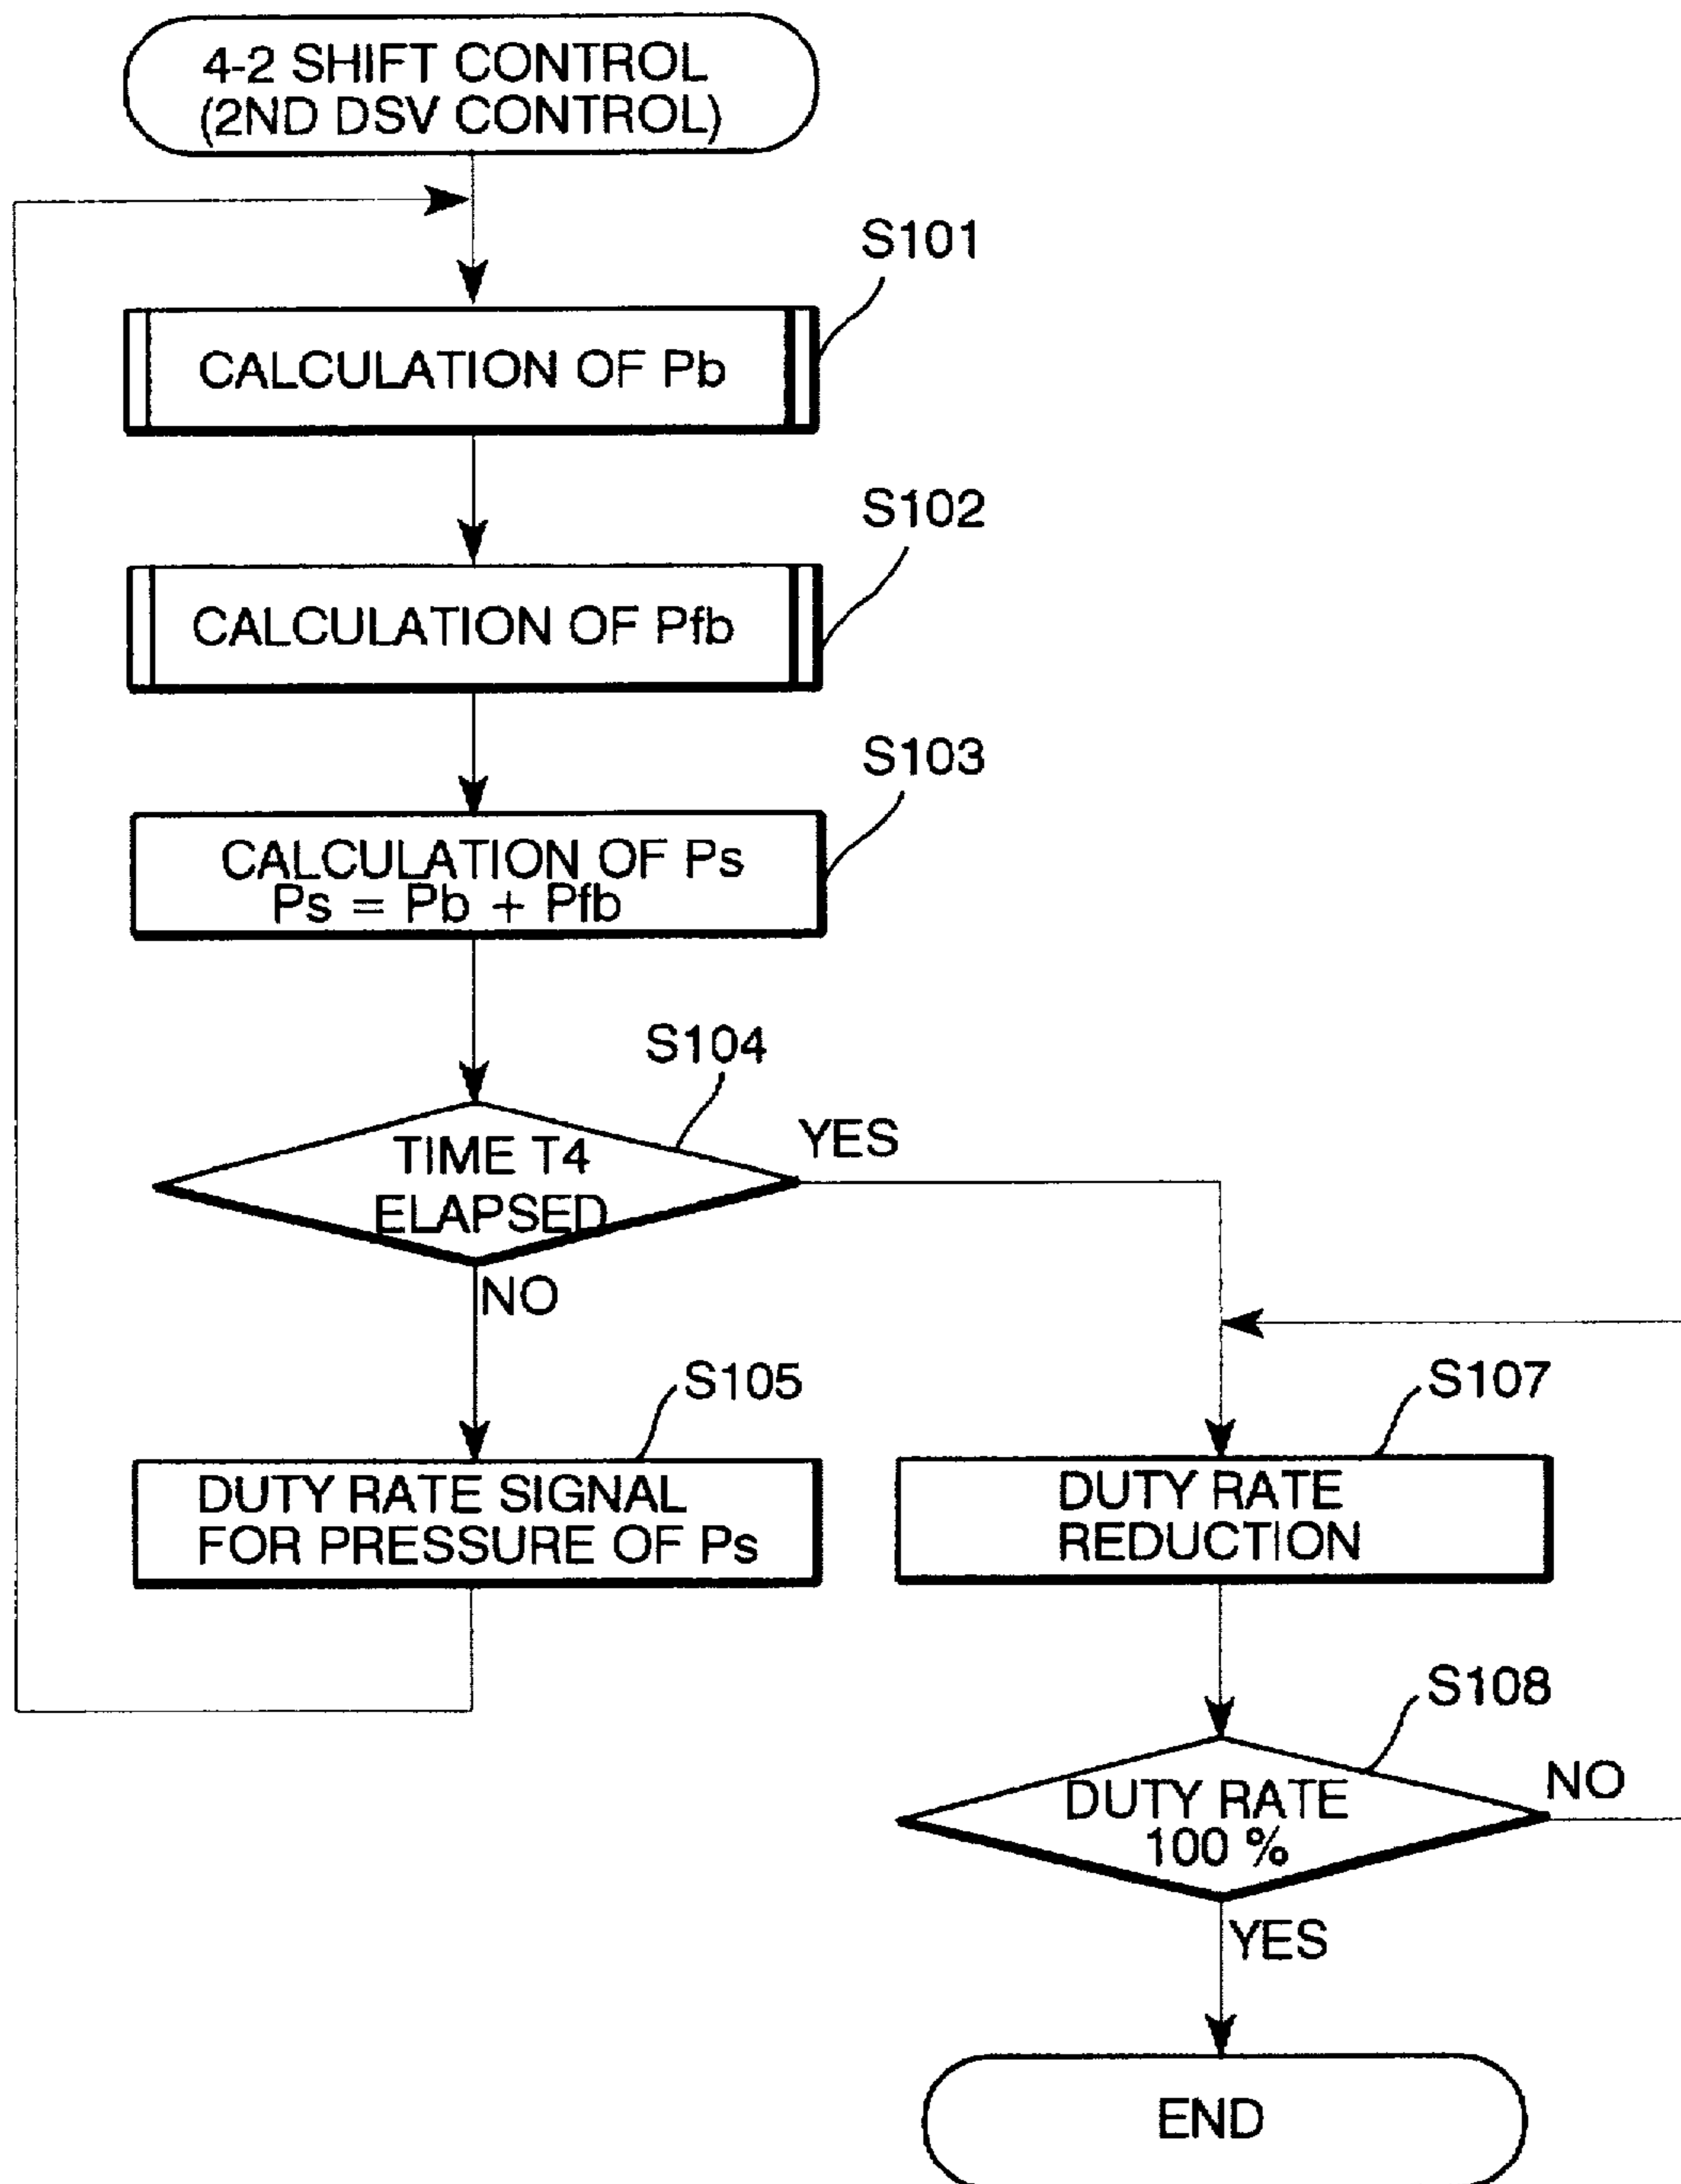 4-2 SHIFT CONTROL
(2ND DSV CONTROL)
S101
CALCULATION OF Pb
S102
CALCULATION OF Pfb
S103
CALCULATION OF Ps
Ps = Pb + Pfb
S104
TIME T4
ELAPSED
YES
NO
S105
DUTY RATE SIGNAL
FOR PRESSURE OF Ps
S107
DUTY RATE
REDUCTION
S108
DUTY RATE
100 %
NO
YES
END